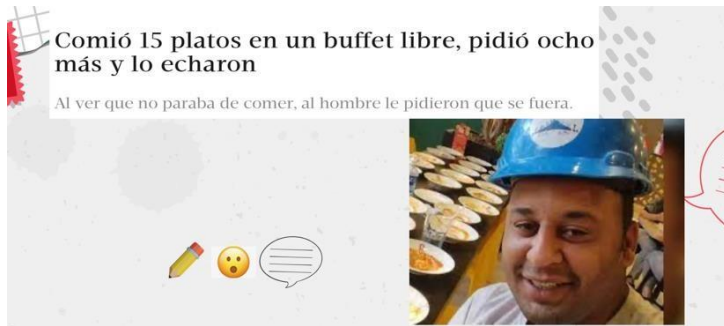 Comió 15 platos en un buffet libre, pidió ocho
más y lo echaron
Al ver que no paraba de comer, al hombre le pidieron que se fuera.